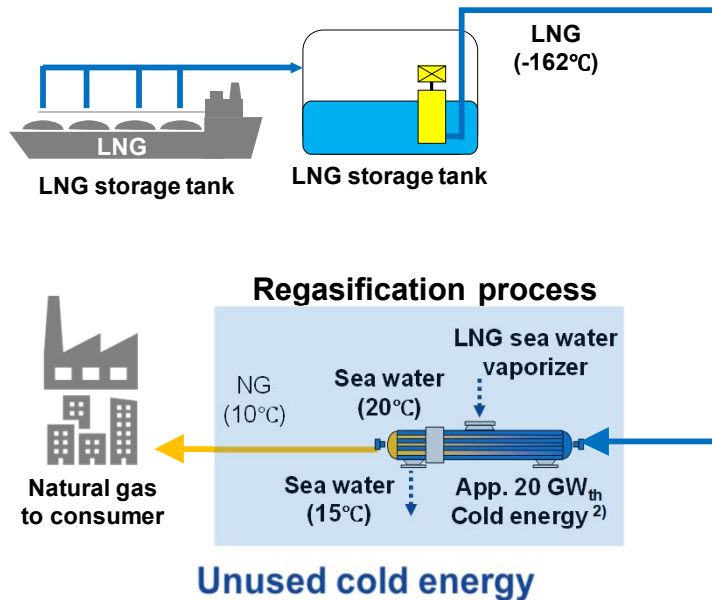 LNG
(-162℃)
LNG
LNG storage tank
LNG storage tank
Regasification process
LNG sea water
vaporizer
NG
(10℃)
Sea water
(20℃)
Natural gas
to consumer
Sea water
(15℃)
App. 20 GWth
Cold energy 2)
Unused cold energy